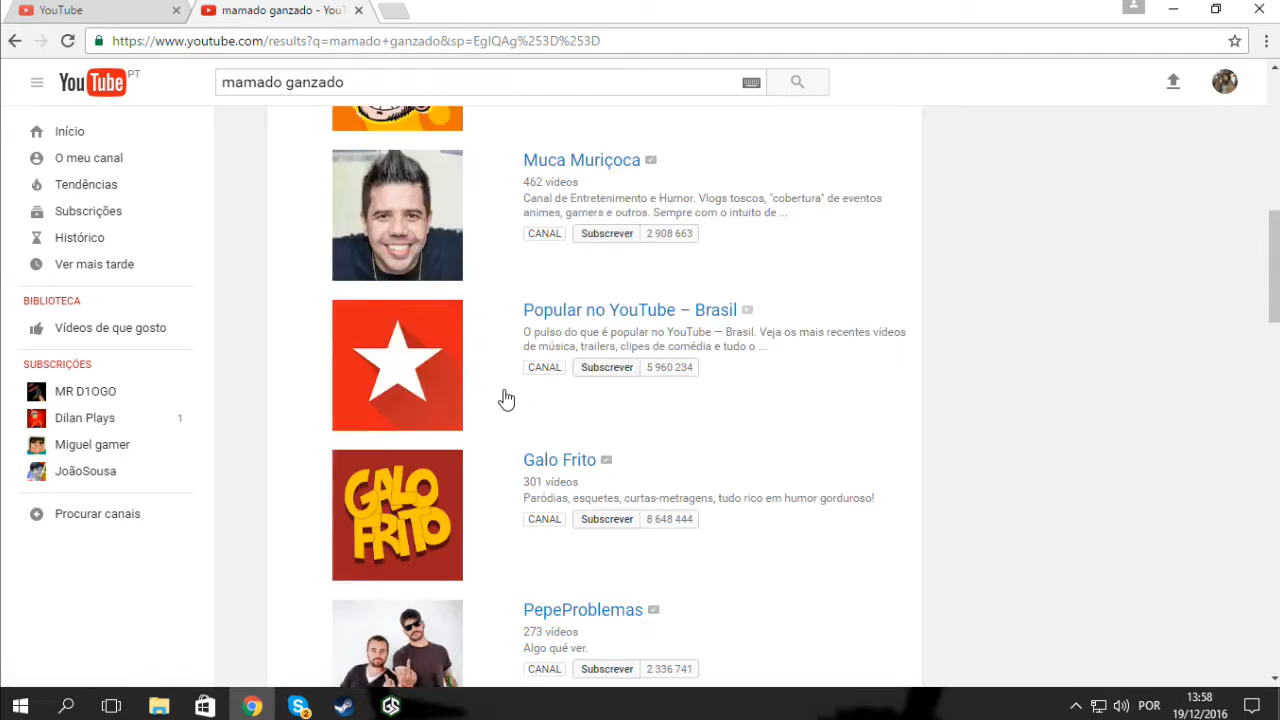 YouTube
mamado ganzado - YouT
https://www.youtube.com/results?q=mamado+ganzado&sp=EgIQAg%253D%253D
YouTube PT
mamado ganzado
Início
O meu canal
Tendências
Subscrições
Histórico
Ver mais tarde
BIBLIOTECA
Vídeos de que gosto
SUBSCRIÇÕES
MR D1OGO
Dilan Plays 1
Miguel gamer
JoãoSousa
Procurar canais
Muca Muriçoca
462 vídeos
Canal de Entretenimento e Humor. Vlogs toscos, "cobertura" de eventos
animes, gamers e outros. Sempre com o intuito de ...
CANAL Subscrever 2 908 663
Popular no YouTube – Brasil
O pulso do que é popular no YouTube — Brasil. Veja os mais recentes vídeos
de música, trailers, clipes de comédia e tudo o ...
CANAL Subscrever 5 960 234
GALO
FRITO
Galo Frito
301 vídeos
Paródias, esquetes, curtas-metragens, tudo rico em humor gorduroso!
CANAL Subscrever 8 648 444
PepeProblemas
273 vídeos
Algo qué ver.
CANAL Subscrever 2 336 741
2
GS
POR
13:58
19/12/2016